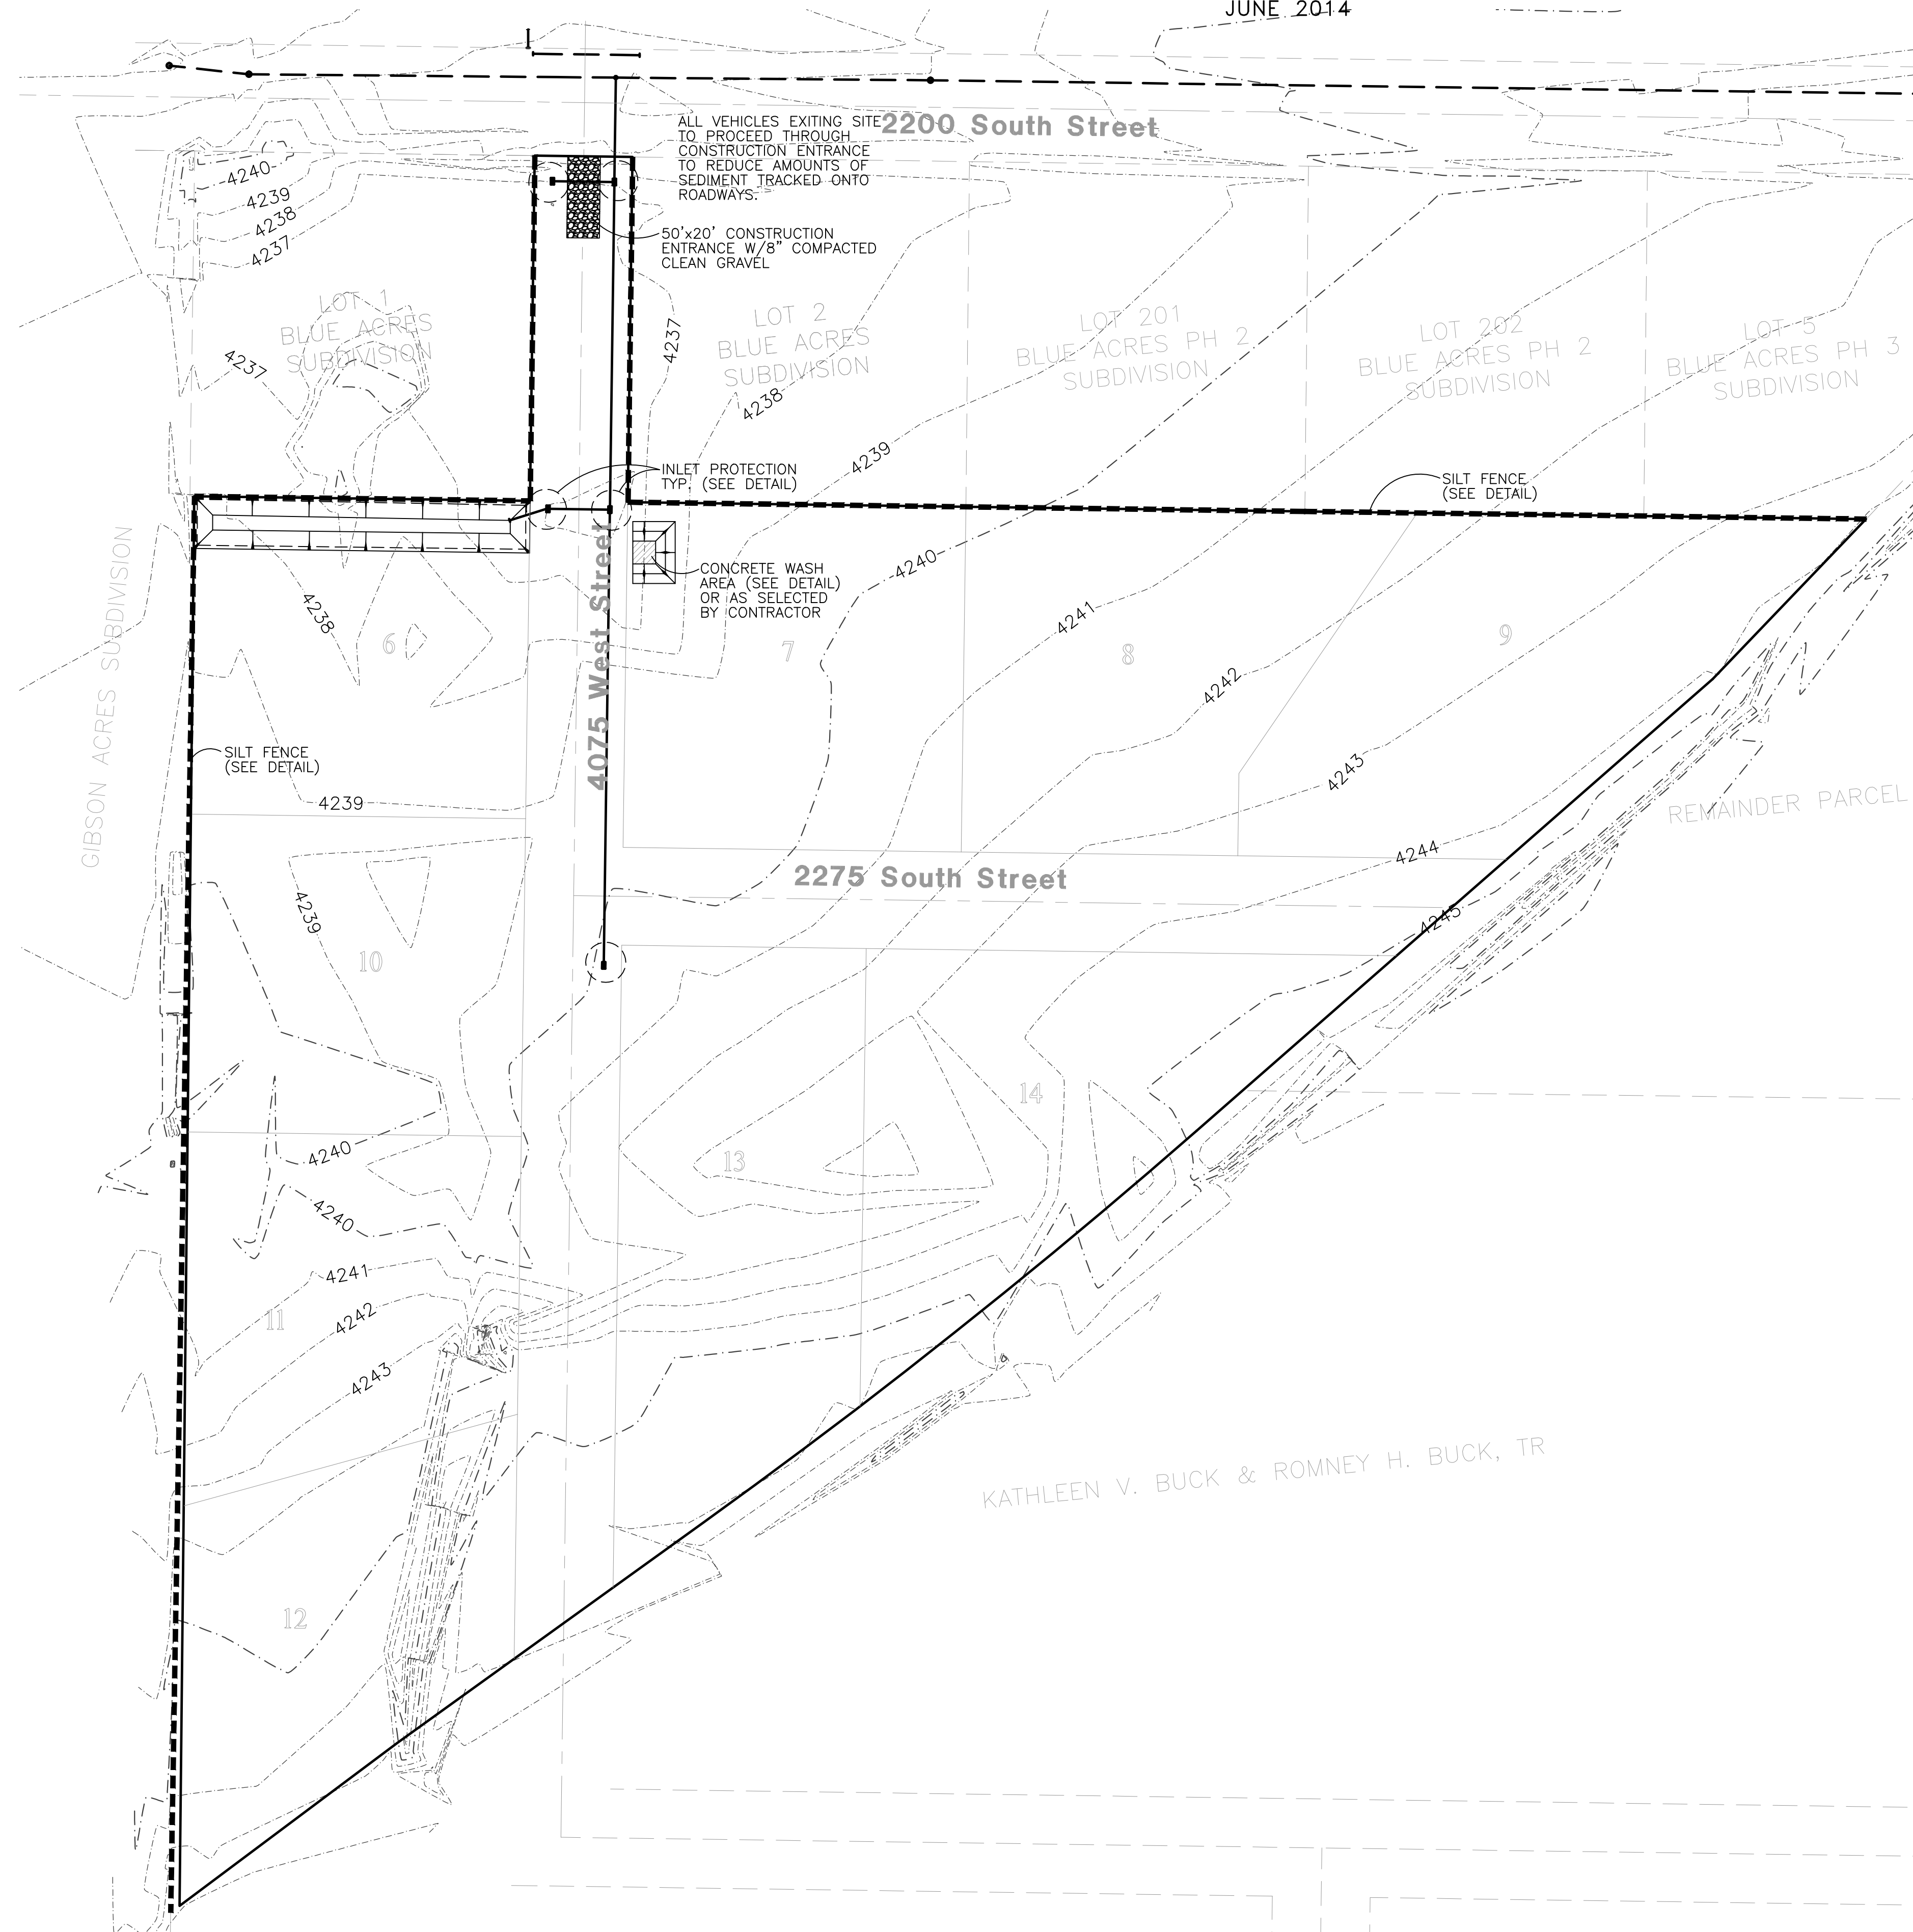 JUNE 2014
I
2200 South Street
ALL VEHICLES EXITING SITE
TO PROCEED THROUGH
CONSTRUCTION ENTRANCE
TO REDUCE AMOUNTS OF
SEDIMENT TRACKED ONTO
ROADWAYS.
4240
4239
4238
4237
50'x20' CONSTRUCTION
ENTRANCE W/8" COMPACTED
CLEAN GRAVEL
LOT 1
BLUE ACRES
SUBDIVISION
4237
4237
LOT 2
BLUE ACRES
SUBDIVISION
4238
LOT 201
BLUE ACRES PH 2
SUBDIVISION
LOT 202
BLUE ACRES PH 2
SUBDIVISION
LOT 5
BLUE ACRES PH 3
SUBDIVISION
4239
INLET PROTECTION
TYP. (SEE DETAIL)
SILT FENCE
(SEE DETAIL)
CONCRETE WASH
AREA (SEE DETAIL)
OR AS SELECTED
BY CONTRACTOR
4240
4241
4242
4243
4244
4245
GIBSON ACRES SUBDIVISION
4238
6
4075 West Street
7
8
9
SILT FENCE
(SEE DETAIL)
4239
REMAINDER PARCEL
2275 South Street
4239
10
14
13
4240
4240
4241
4242
4243
11
12
KATHLEEN V. BUCK & ROMNEY H. BUCK, TR